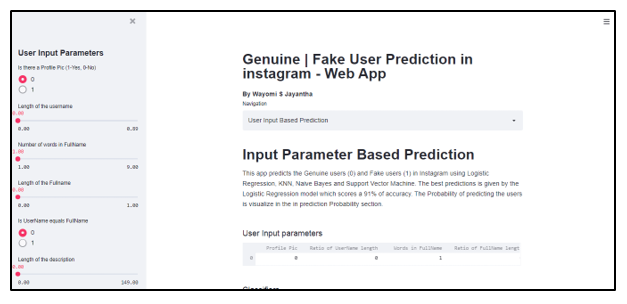 ×
≡
User Input Parameters
Is there a Profile Pic (1-Yes, 0-No)
0
1
Length of the username
0.00
0.00
Number of words in FullName
1.00
1.00 9.00
Length of the Fullname
0.00
0.00 1.00
Is UserName equals FullName
0
1
Length of the description
0.00
0.00 149.00
Genuine | Fake User Prediction in
instagram - Web App
By Wayomi S Jayantha
Navigation
User Input Based Prediction
Input Parameter Based Prediction
This app predicts the Genuine users (0) and Fake users (1) in Instagram using Logistic
Regression, KNN, Naive Bayes and Support Vector Machine. The best predictions is given by the
Logistic Regression model which scores a 91% of accuracy. The Probability of predicting the users
is visualize in the in prediction Probability section.
User Input parameters
Profile Pic Ratio of UserName length Words in FullName Ratio of FullName lengt
0 0 0 1